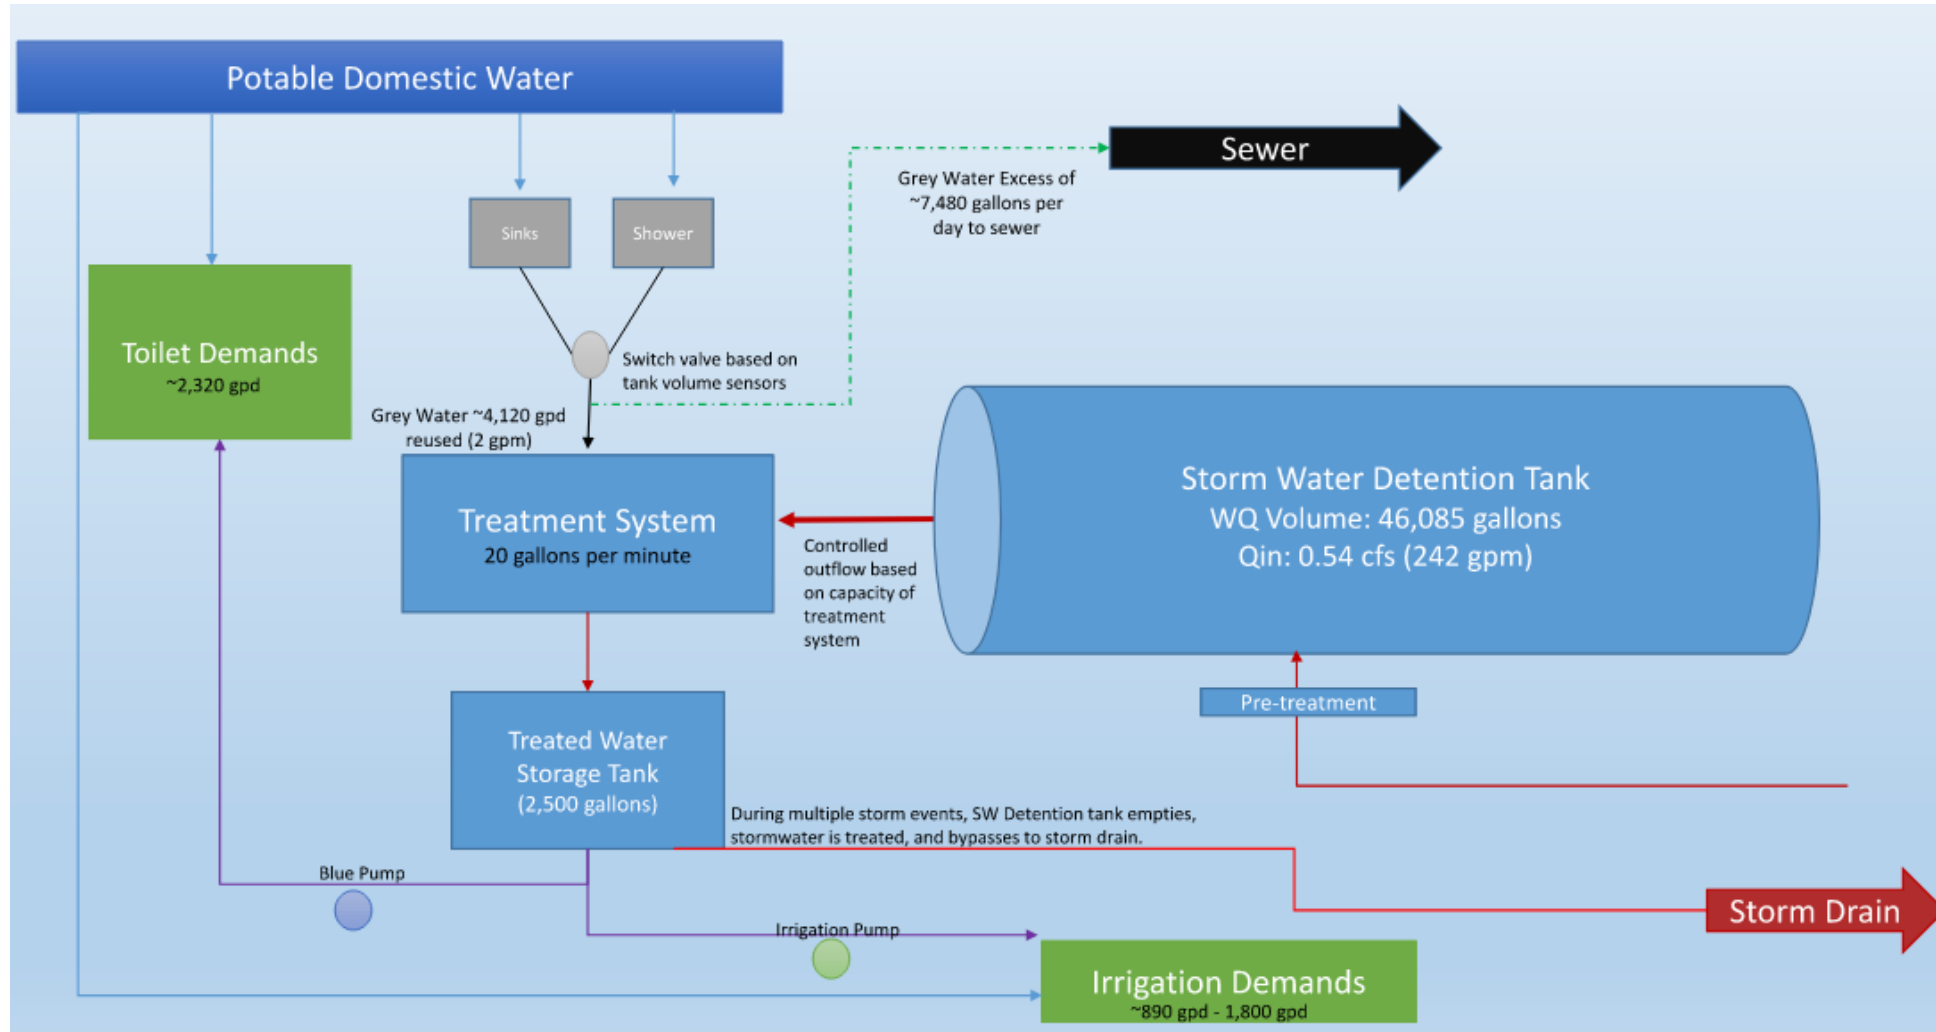 Potable Domestic Water
Sewer
Grey Water Excess of
~7,480 gallons per
day to sewer
Sinks
Shower
Toilet Demands
~2,320 gpd
Switch valve based on
tank volume sensors
Grey Water ~4,120 gpd
reused (2 gpm)
Treatment System
20 gallons per minute
Controlled
outflow based
on capacity of
treatment
system
Storm Water Detention Tank
WQ Volume: 46,085 gallons
Qin: 0.54 cfs (242 gpm)
Pre-treatment
Treated Water
Storage Tank
(2,500 gallons)
During multiple storm events, SW Detention tank empties,
stormwater is treated, and bypasses to storm drain.
Blue Pump
Irrigation Pump
Storm Drain
Irrigation Demands
~890 gpd - 1,800 gpd